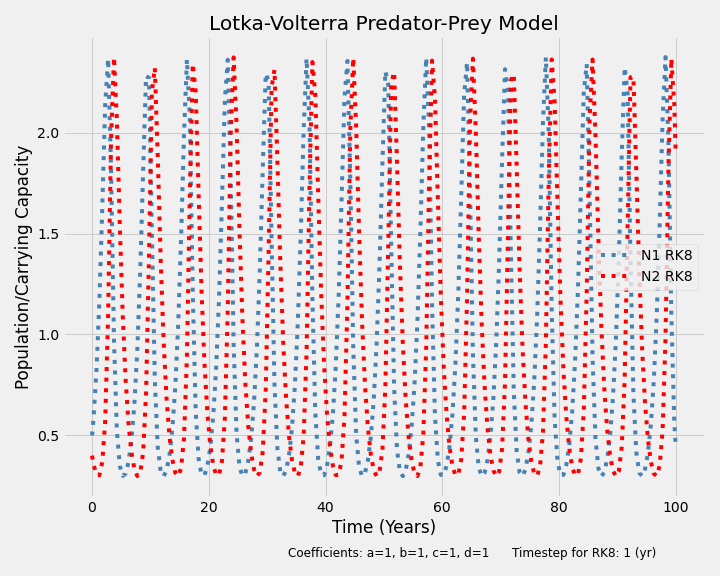 Lotka-Volterra Predator-Prey Model
Population/Carrying Capacity
2.0
1.5
1.0
0.5
N1 RK8
N2 RK8
0 20 40 60 80 100
Time (Years)
Coefficients: a=1, b=1, c=1, d=1 Timestep for RK8: 1 (yr)